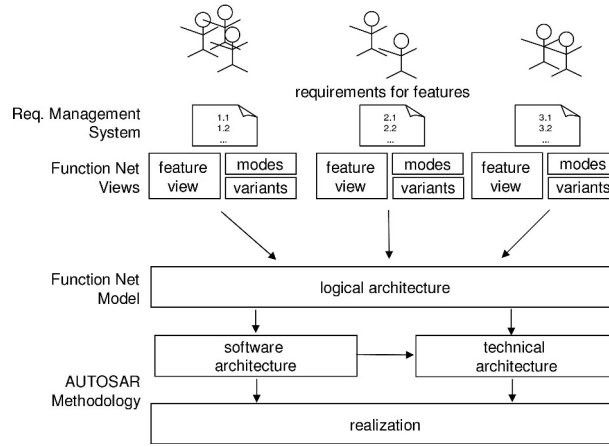 requirements for features
Req. Management
System
1.1
1.2
...
2.1
2.2
...
3.1
3.2
...
Function Net
Views
feature
view
modes
variants
feature
view
modes
variants
feature
view
modes
variants
Function Net
Model
logical architecture
software
architecture
technical
architecture
AUTOSAR
Methodology
realization